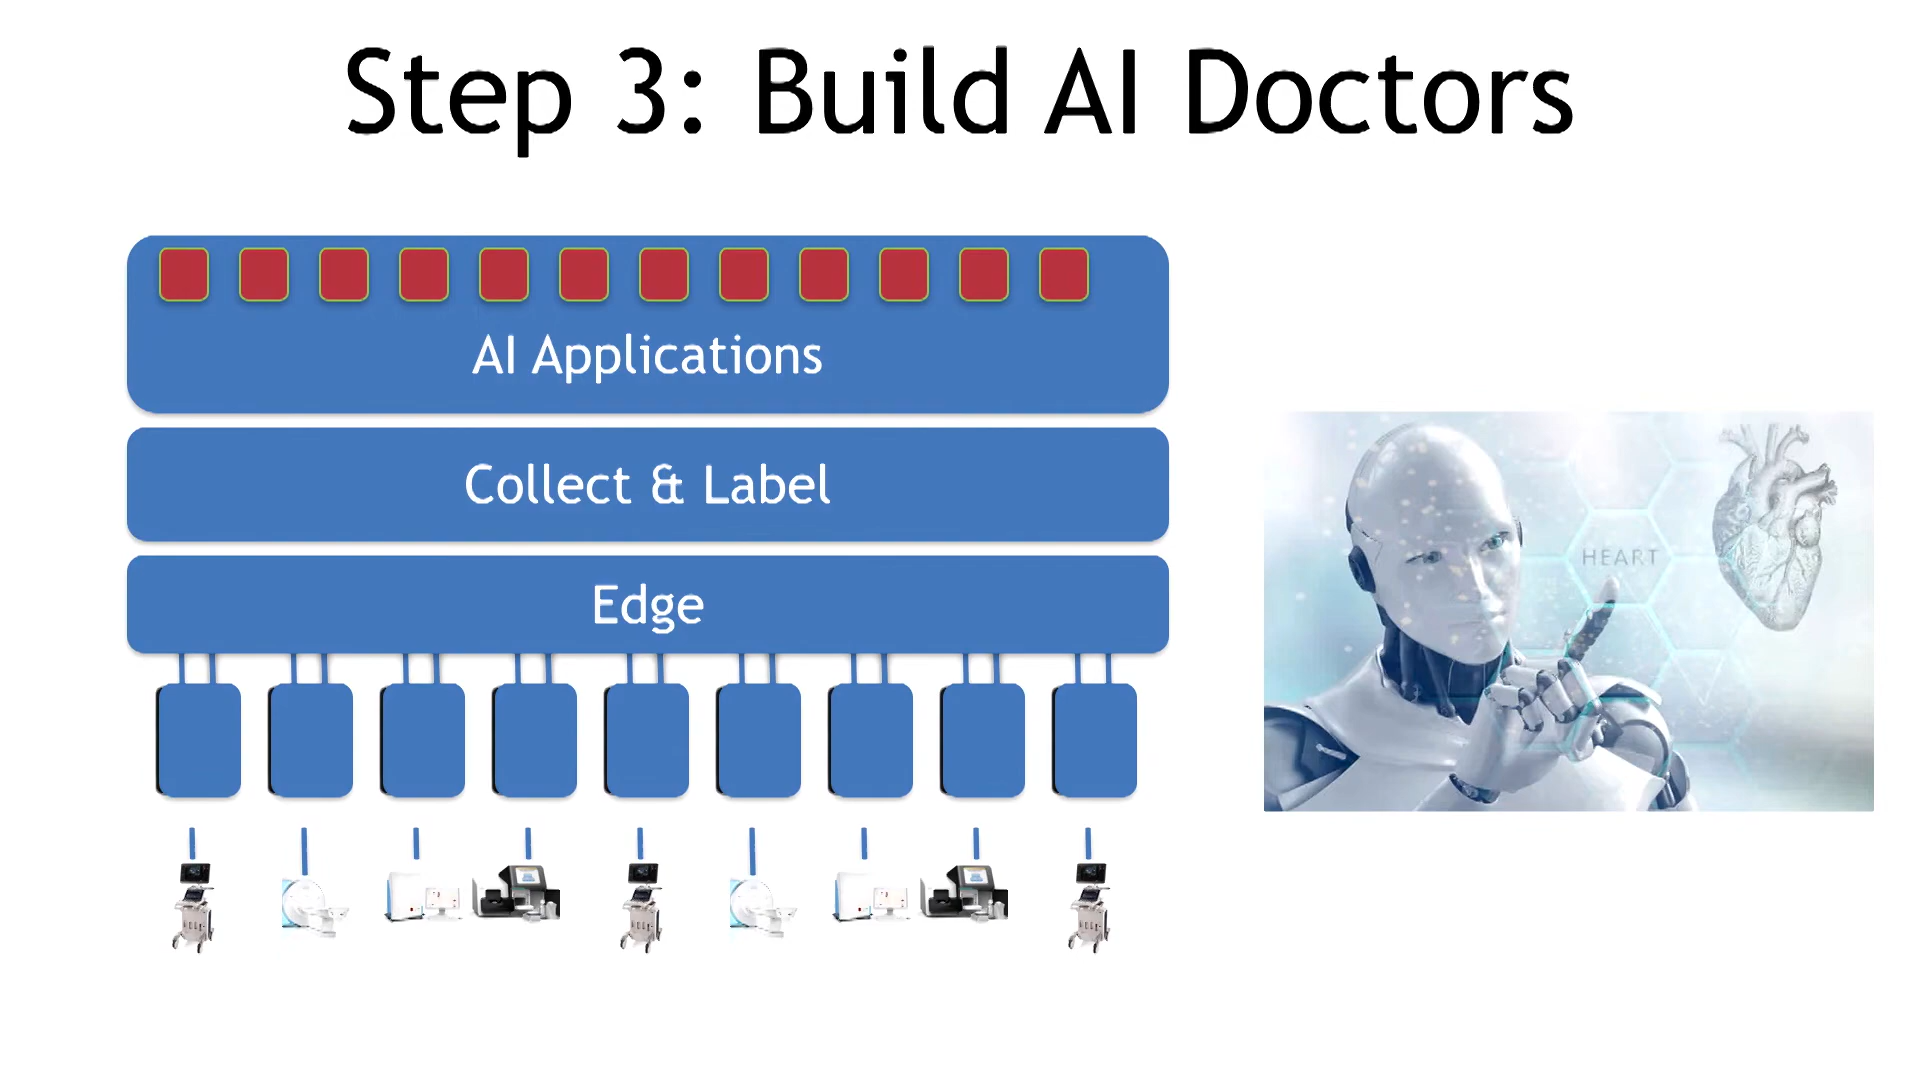 Step 3: Build AI Doctors
AI Applications
Collect & Label
Edge
HEART